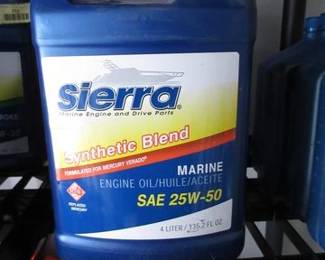 Sierra®
Marine Engine and Drive Parts
Synthetic Blend
FORMULATED FOR MERCURY VERADO®
MARINE
ENGINE OIL/HUILE/ACEITE
SAE 25W-50
4 LITER / 135.2 FL OZ